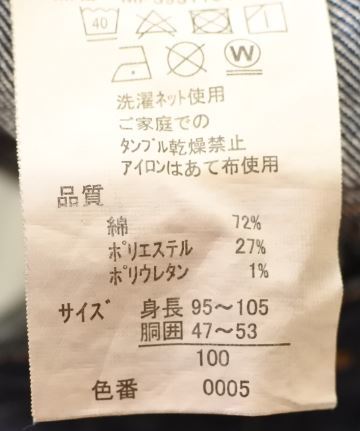 40
W
洗濯ネット使用
ご家庭での
タンブル乾燥禁止
アイロンはあて布使用
品質
綿 72%
ポリエステル 27%
ポリウレタン 1%
サイズ 身長 95～105
胴囲 47～53
100
色番 0005